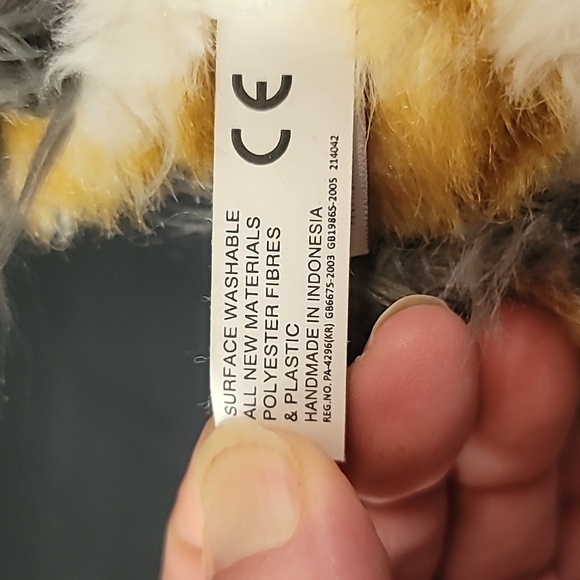 CE
SURFACE WASHABLE
ALL NEW MATERIALS
POLYESTER FIBRES
& PLASTIC
HANDMADE IN INDONESIA
REG.NO. PA-4296(KR) GB6675-2003 GB19865-2005 214042